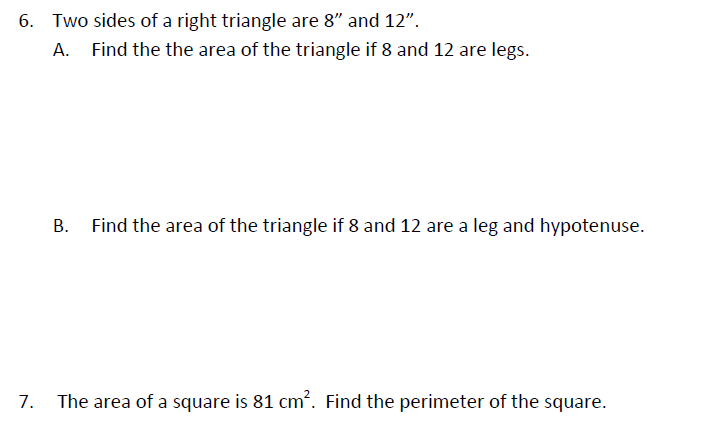 6. Two sides of a right triangle are 8” and 12”.
A. Find the the area of the triangle if 8 and 12 are legs.
B. Find the area of the triangle if 8 and 12 are a leg and hypotenuse.
7. The area of a square is 81 cm². Find the perimeter of the square.